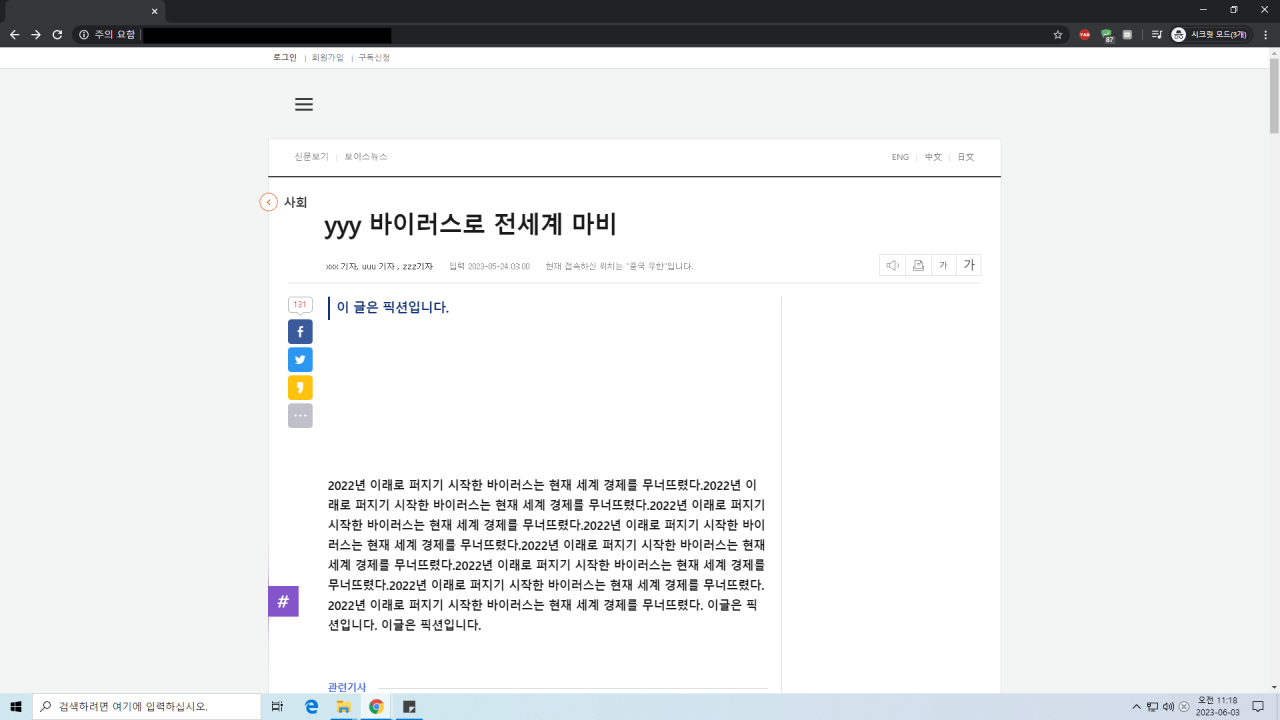 주의 요함
87
시크릿 모드(3개)
로그인 | 회원가입 | 구독신청
신문보기 | 보이스뉴스
ENG | 中文 | 日文
사회
yyy 바이러스로 전세계 마비
xxx 기자, uuu 기자 , zzz기자 입력 2023-05-24 03:00 현재 접속하신 위치는 "중국 우한"입니다.
가 가
131
이 글은 픽션입니다.
2022년 이래로 퍼지기 시작한 바이러스는 현재 세계 경제를 무너뜨렸다.2022년 이
래로 퍼지기 시작한 바이러스는 현재 세계 경제를 무너뜨렸다.2022년 이래로 퍼지기
시작한 바이러스는 현재 세계 경제를 무너뜨렸다.2022년 이래로 퍼지기 시작한 바이
러스는 현재 세계 경제를 무너뜨렸다.2022년 이래로 퍼지기 시작한 바이러스는 현재
세계 경제를 무너뜨렸다.2022년 이래로 퍼지기 시작한 바이러스는 현재 세계 경제를
무너뜨렸다.2022년 이래로 퍼지기 시작한 바이러스는 현재 세계 경제를 무너뜨렸다.
2022년 이래로 퍼지기 시작한 바이러스는 현재 세계 경제를 무너뜨렸다. 이글은 픽
션입니다. 이글은 픽션입니다.
#
관련기사
검색하려면 여기에 입력하십시오.
오전 11:18
2023-06-03